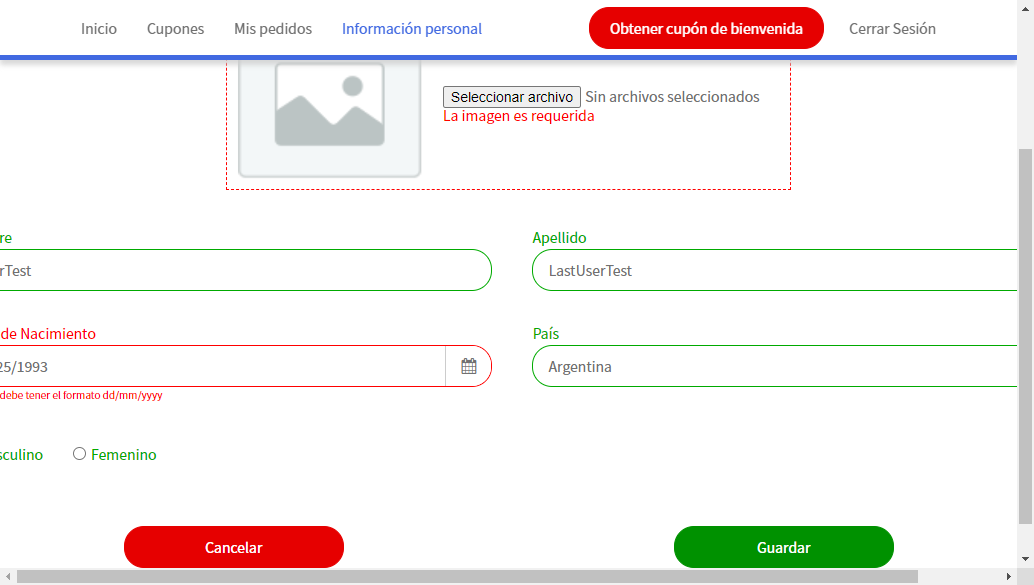 Inicio Cupones Mis pedidos Información personal Obtener cupón de bienvenida Cerrar Sesión
Seleccionar archivo Sin archivos seleccionados
La imagen es requerida
re Apellido
rTest LastUserTest
de Nacimiento País
25/1993 Argentina
debe tener el formato dd/mm/yyyy
sculino Femenino
Cancelar Guardar